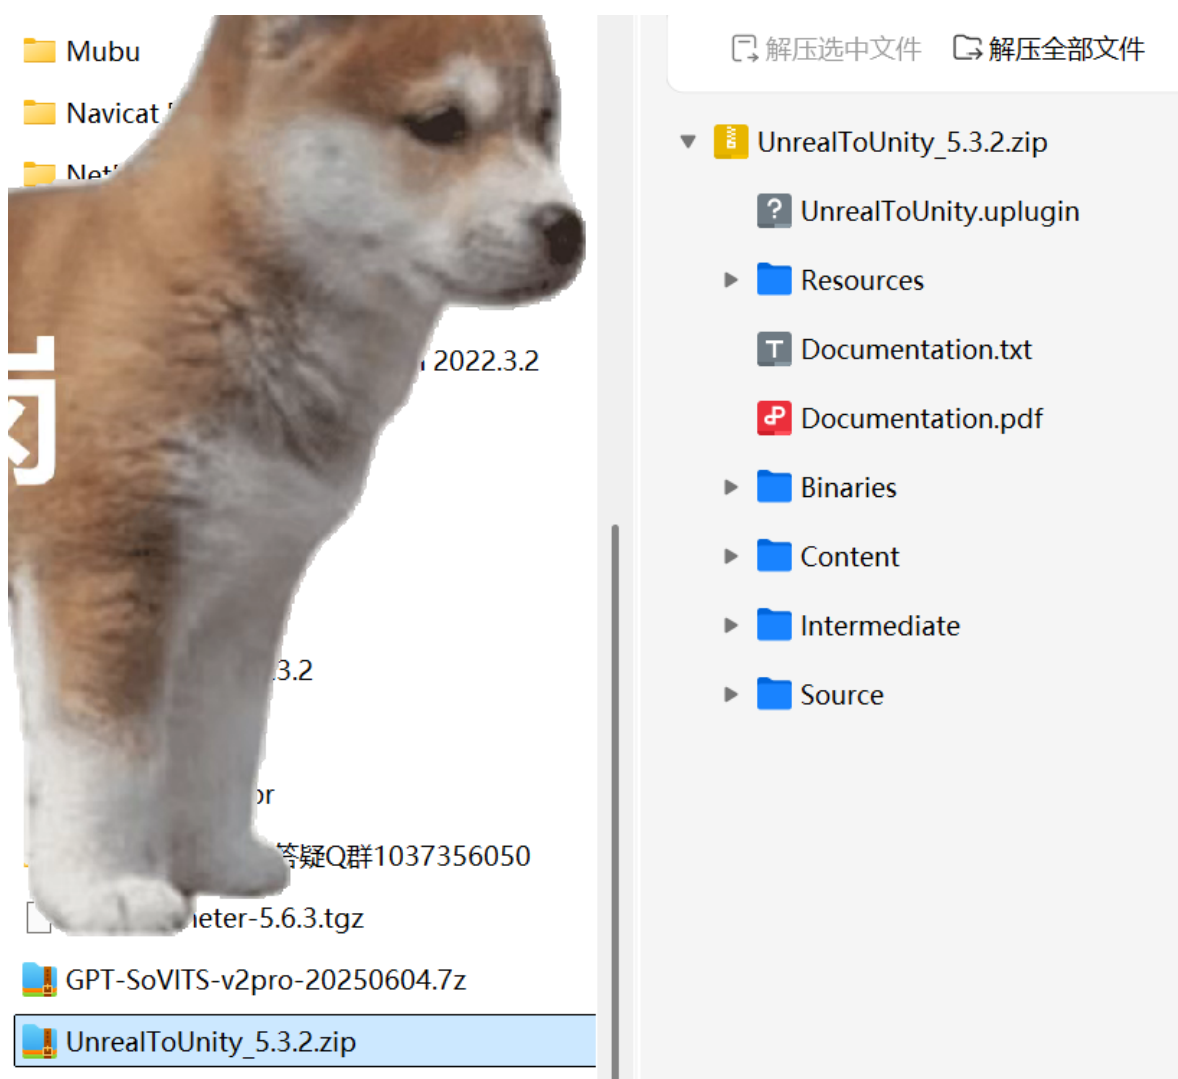 Mubu
Navicat
2022.3.2
3.2
or
答疑Q群1037356050
eter-5.6.3.tgz
GPT-SoVITS-v2pro-20250604.7z
UnrealToUnity_5.3.2.zip
解压选中文件 解压全部文件
UnrealToUnity_5.3.2.zip
UnrealToUnity.uplugin
Resources
Documentation.txt
Documentation.pdf
Binaries
Content
Intermediate
Source